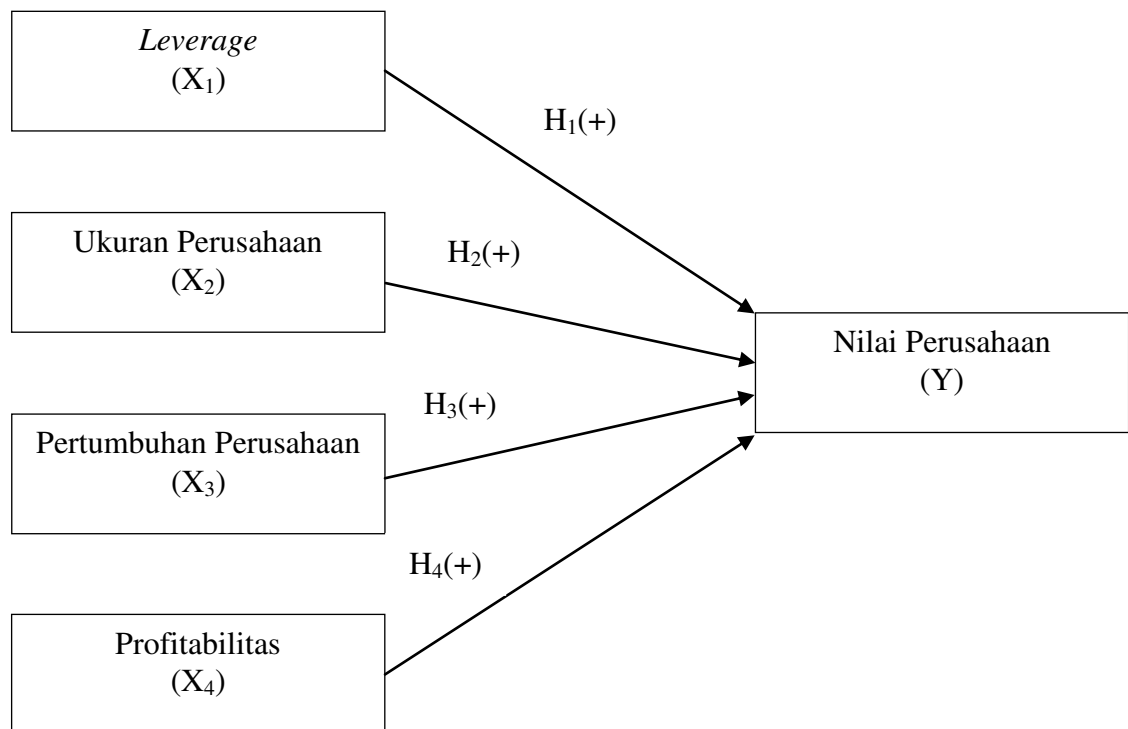 Leverage
(X₁)
H₁(+)
Ukuran Perusahaan
(X₂)
H₂(+)
Nilai Perusahaan
(Y)
H₃(+)
Pertumbuhan Perusahaan
(X₃)
H₄(+)
Profitabilitas
(X₄)